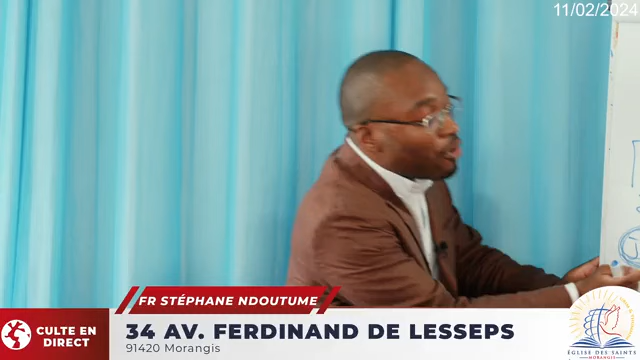 11/02/2024
FR STÉPHANE NDOUTUME
CULTE EN
DIRECT
34 AV. FERDINAND DE LESSEPS
91420 Morangis
ÉGLISE DES SAINTS
MORANGIS